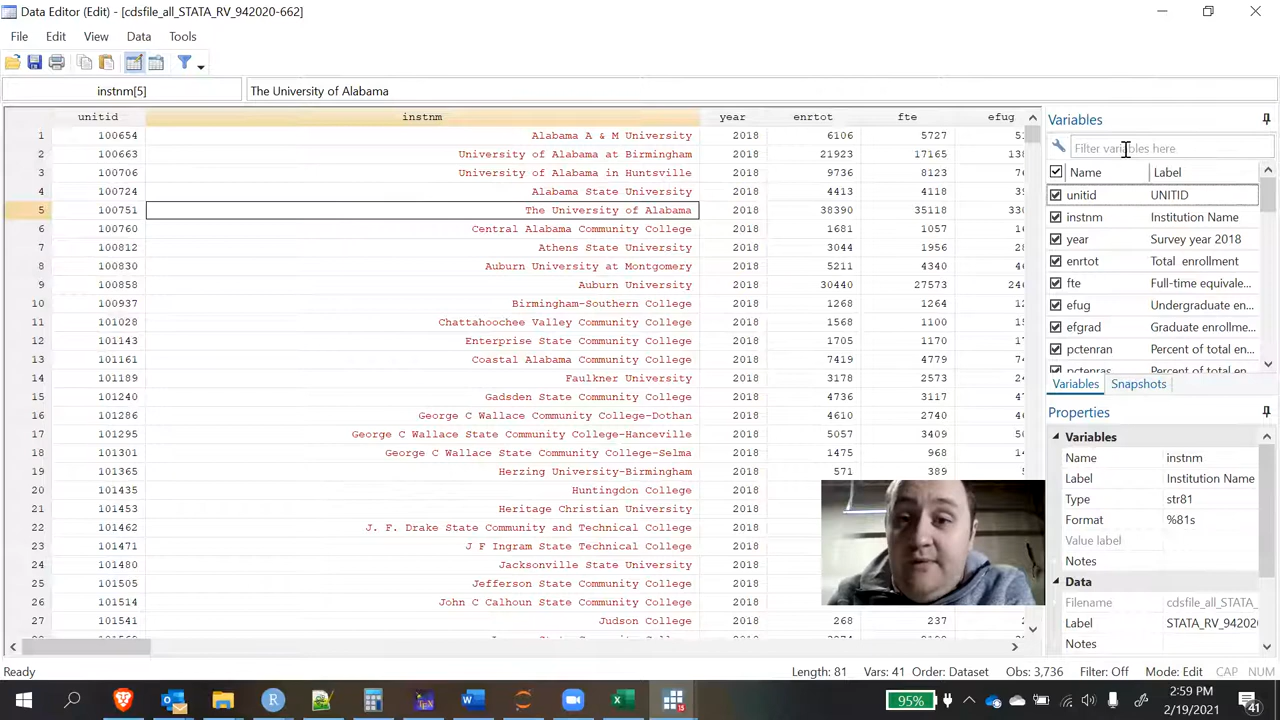 Data Editor (Edit) - [cdsfile_all_STATA_RV_942020-662]
File Edit View Data Tools
instnm[5] The University of Alabama
unitid instnm year enrtot fte efug
1 100654 Alabama A & M University 2018 6106 5727
2 100663 University of Alabama at Birmingham 2018 21923 17165
3 100706 University of Alabama in Huntsville 2018 9736 8123
4 100724 Alabama State University 2018 4413 4118
5 100751 The University of Alabama 2018 38390 35118
6 100760 Central Alabama Community College 2018 1681 1057
7 100812 Athens State University 2018 3044 1956
8 100830 Auburn University at Montgomery 2018 5211 4340
9 100858 Auburn University 2018 30440 27573
10 100937 Birmingham-Southern College 2018 1268 1264
11 101028 Chattahoochee Valley Community College 2018 1568 1100
12 101143 Enterprise State Community College 2018 1705 1170
13 101161 Coastal Alabama Community College 2018 7419 4779
14 101189 Faulkner University 2018 3178 2573
15 101240 Gadsden State Community College 2018 4736 3117
16 101286 George C Wallace Community College-Dothan 2018 4610 2740
17 101295 George C Wallace State Community College-Hanceville 2018 5057 3409
18 101301 George C Wallace State Community College-Selma 2018 1475 968
19 101365 Herzing University-Birmingham 2018 571 389
20 101435 Huntingdon College 2018
21 101453 Heritage Christian University 2018
22 101462 J. F. Drake State Community and Technical College 2018
23 101471 J F Ingram State Technical College 2018
24 101480 Jacksonville State University 2018
25 101505 Jefferson State Community College 2018
26 101514 John C Calhoun State Community College 2018
27 101541 Judson College 2018 268 237
Variables
Filter variables here
Name Label
unitid UNITID
instnm Institution Name
year Survey year 2018
enrtot Total enrollment
fte Full-time equivale...
efug Undergraduate en...
efgrad Graduate enrollme...
pctenran Percent of total en...
Variables Snapshots
Properties
Variables
Name instnm
Label Institution Name
Type str81
Format %81s
Value label
Notes
Data
Filename cdsfile_all_STATA_
Label STATA_RV_942020
Notes
Ready Length: 81 Vars: 41 Order: Dataset Obs: 3,736 Filter: Off Mode: Edit CAP NUM
95% 2:59 PM
2/19/2021 41